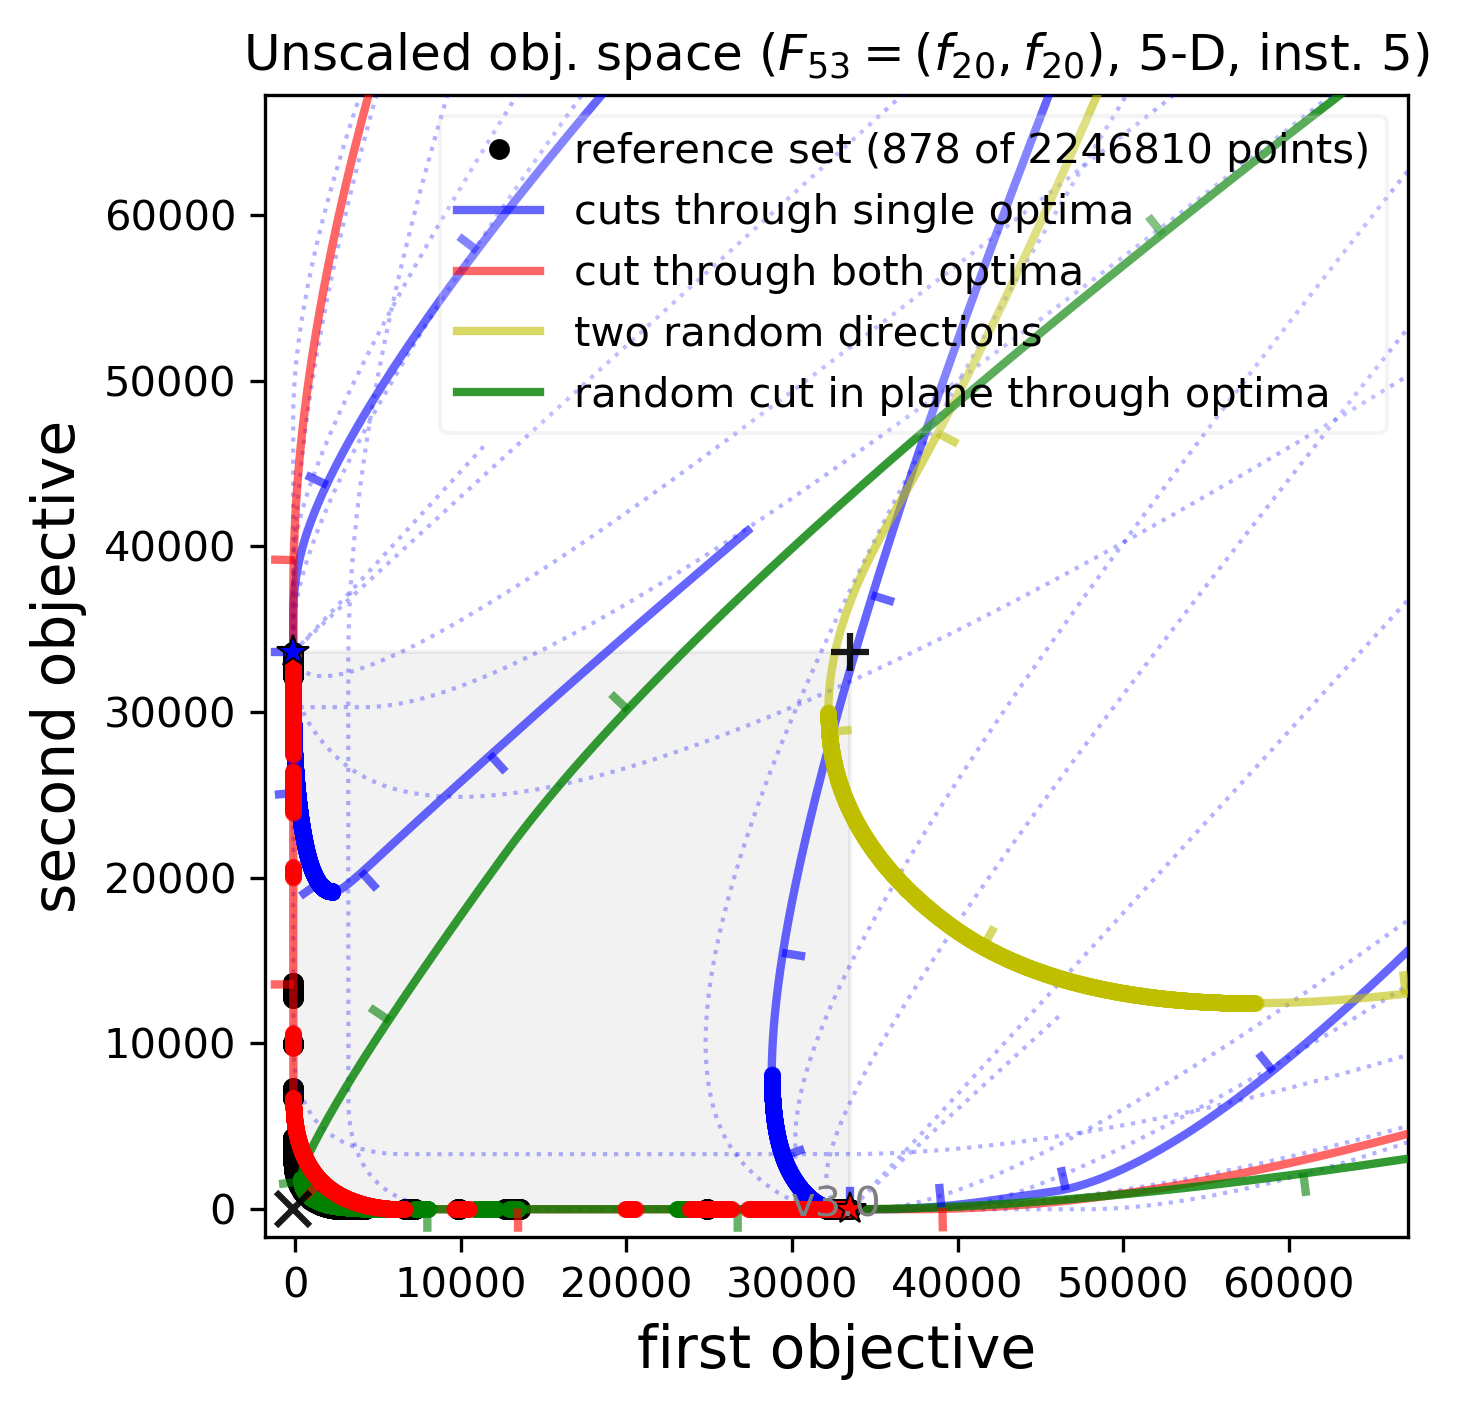 Unscaled obj. space ($F_{53} = (f_{20}, f_{20})$, 5-D, inst. 5)
reference set (878 of 2246810 points)
cuts through single optima
cut through both optima
two random directions
random cut in plane through optima
second objective
60000
50000
40000
30000
20000
10000
0
v3.0
0 10000 20000 30000 40000 50000 60000
first objective